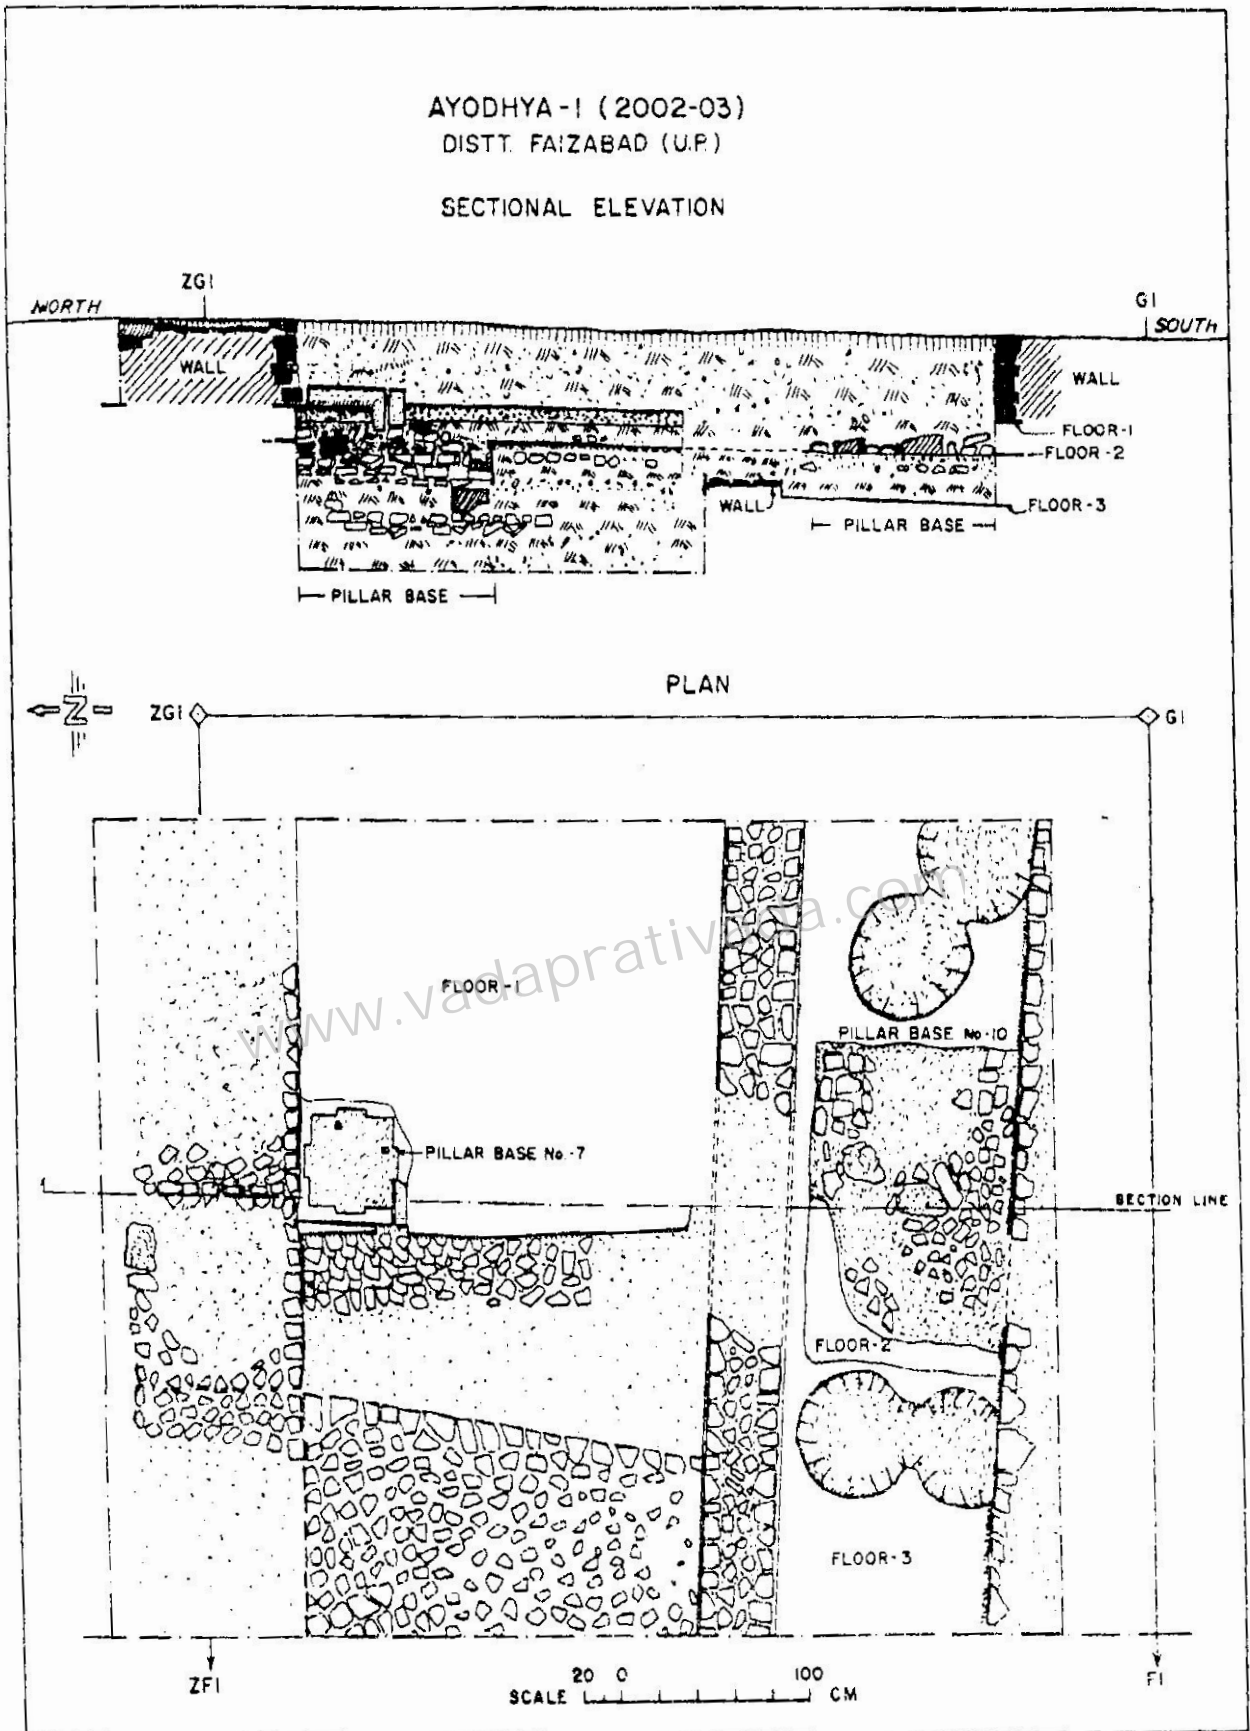 AYODHYA-1 (2002-03)
DISTT. FAIZABAD (U.P.)
SECTIONAL ELEVATION
ZG1
G1
NORTH
SOUTH
WALL
WALL
FLOOR-1
FLOOR-2
WALL
FLOOR-3
PILLAR BASE
PILLAR BASE
PLAN
N
ZG1
G1
www.vadaprativada.com
FLOOR-1
PILLAR BASE No-10
PILLAR BASE No.-7
SECTION LINE
FLOOR-2
FLOOR-3
ZF1
F1
20 0 100
SCALE CM